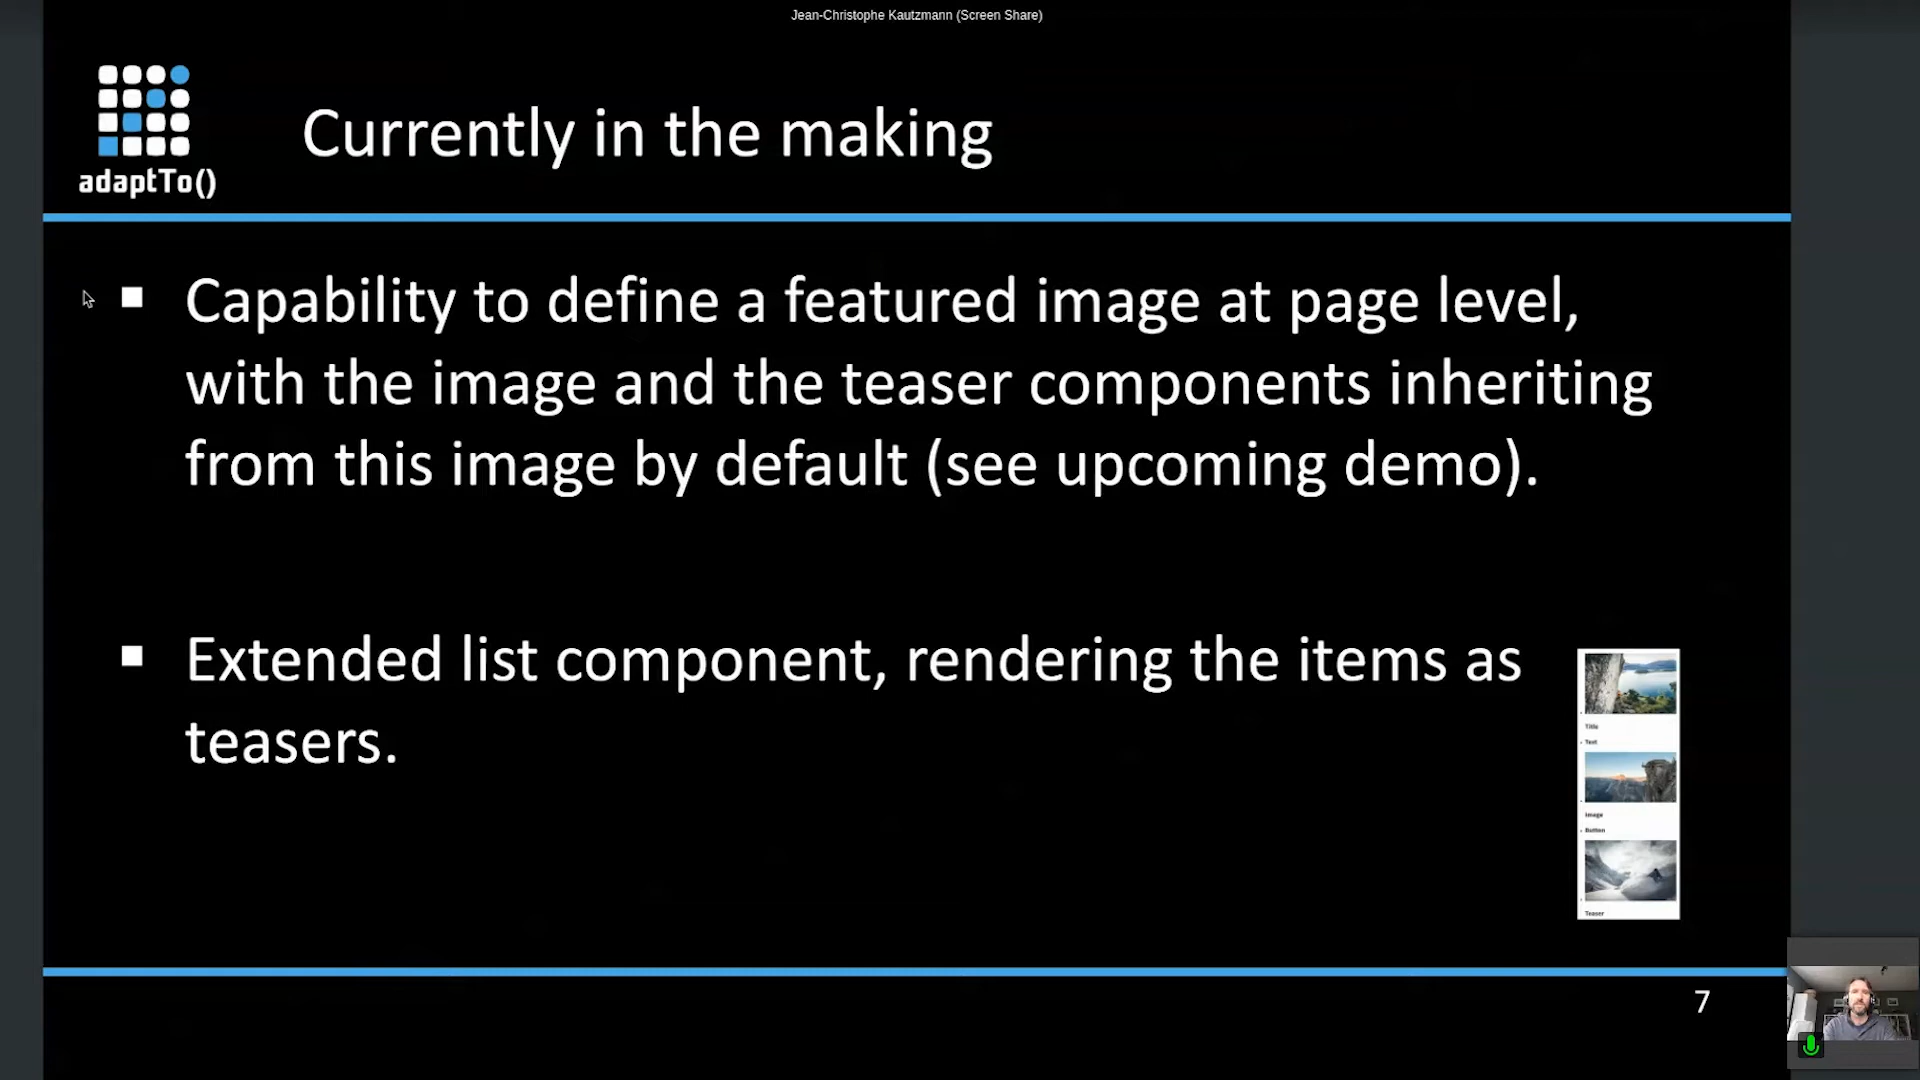 Jean-Christophe Kautzmann (Screen Share)
adaptTo()
Currently in the making
Capability to define a featured image at page level,
with the image and the teaser components inheriting
from this image by default (see upcoming demo).
Extended list component, rendering the items as
teasers.
Title
Text
Image
Button
Teaser
7